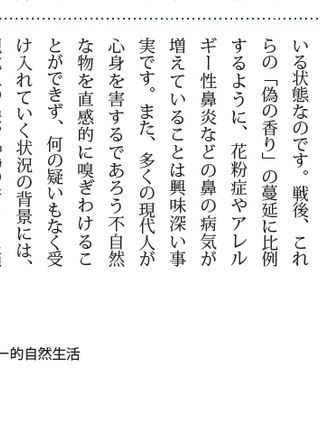 いる状態なのです。戦後、これ
らの「偽の香り」の蔓延に比例
するように、花粉症やアレル
ギー性鼻炎などの鼻の病気が
増えていることは興味深い事
実です。また、多くの現代人が
心身を害するであろう不自然
な物を直感的に嗅ぎわけるこ
とができず、何の疑いもなく受
け入れていく状況の背景には、
一的自然生活